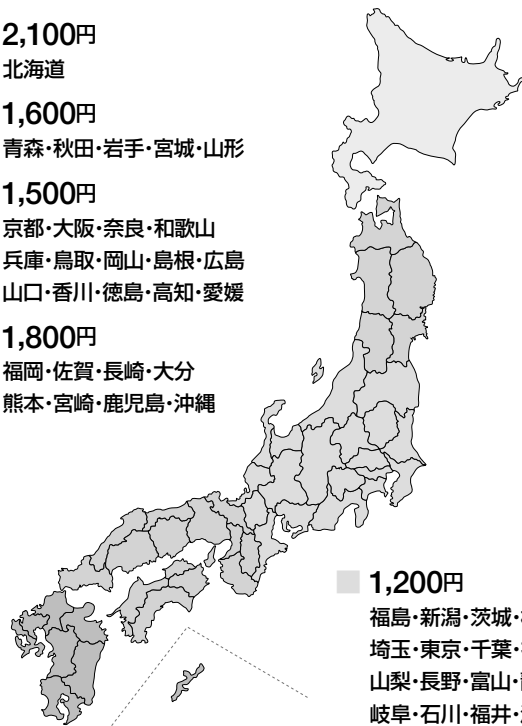 2,100円
北海道
1,600円
青森・秋田・岩手・宮城・山形
1,500円
京都・大阪・奈良・和歌山
兵庫・鳥取・岡山・島根・広島
山口・香川・徳島・高知・愛媛
1,800円
福岡・佐賀・長崎・大分
熊本・宮崎・鹿児島・沖縄
1,200円
福島・新潟・茨城・
埼玉・東京・千葉・
山梨・長野・富山・
岐阜・石川・福井・